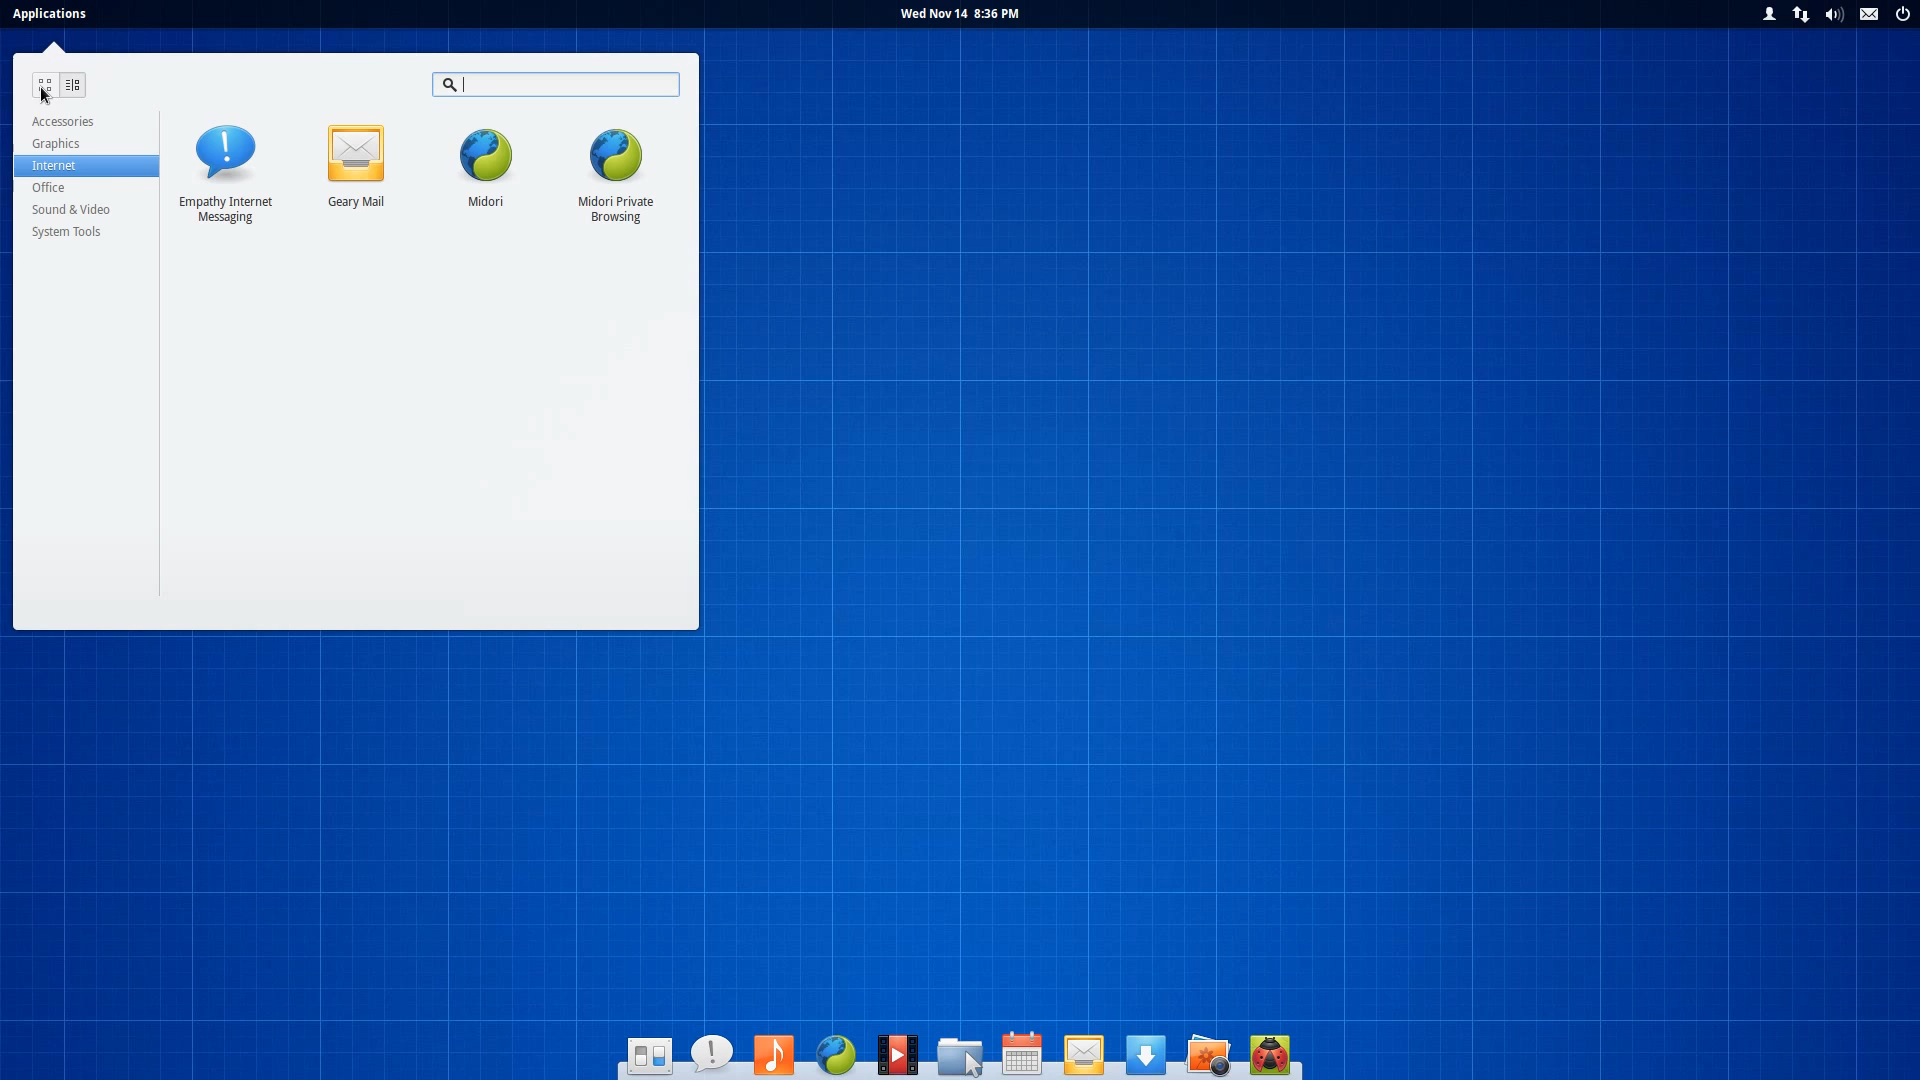 Applications
Wed Nov 14 8:36 PM
Accessories
Graphics
Internet
Office
Sound & Video
System Tools
Empathy Internet
Messaging
Geary Mail
Midori
Midori Private
Browsing